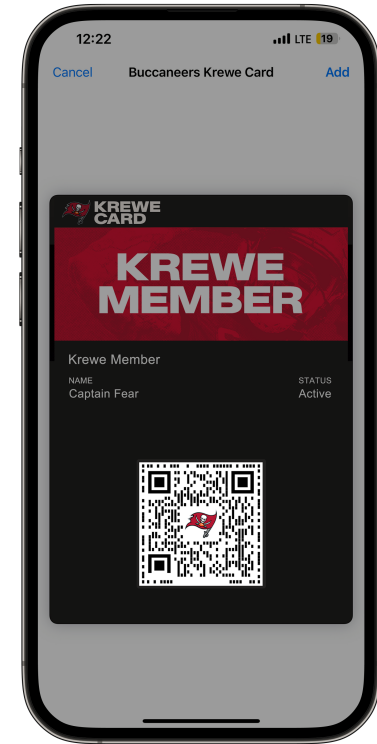 12:22 LTE 19
Cancel Buccaneers Krewe Card Add
KREWE
CARD
KREWE
MEMBER
Krewe Member
NAME STATUS
Captain Fear Active